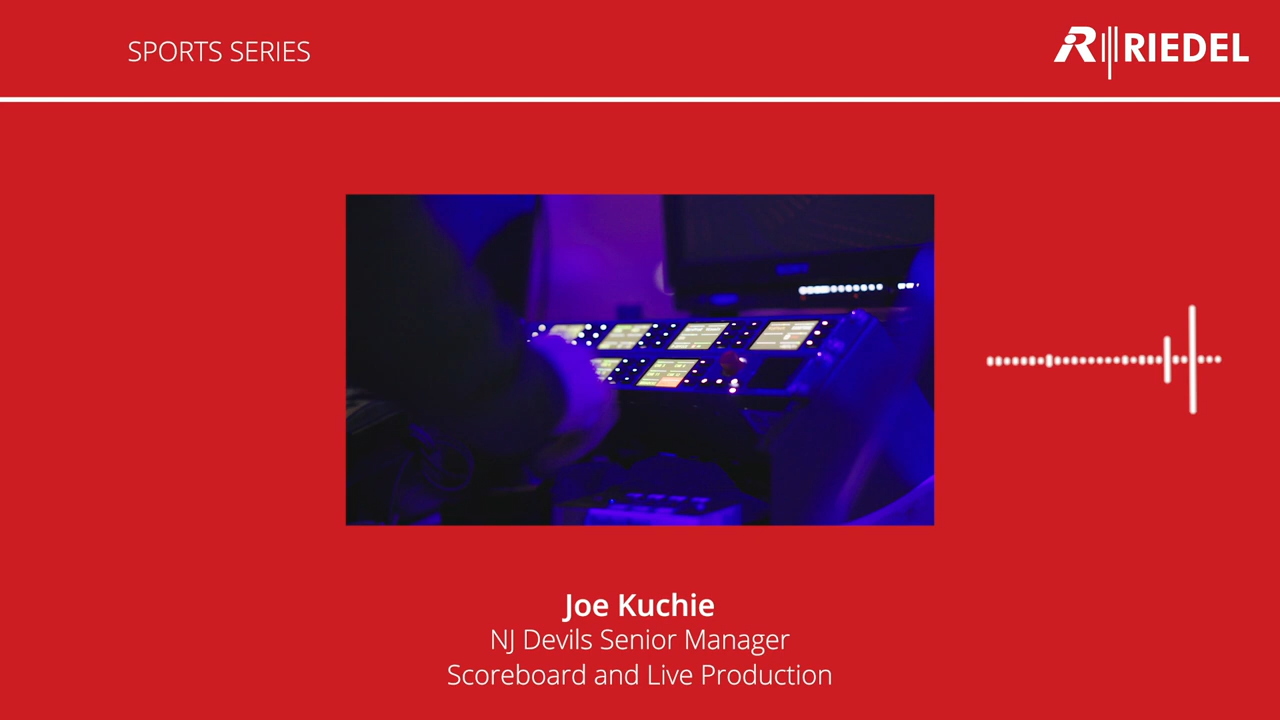 SPORTS SERIES
RIEDEL
Joe Kuchie
NJ Devils Senior Manager
Scoreboard and Live Production